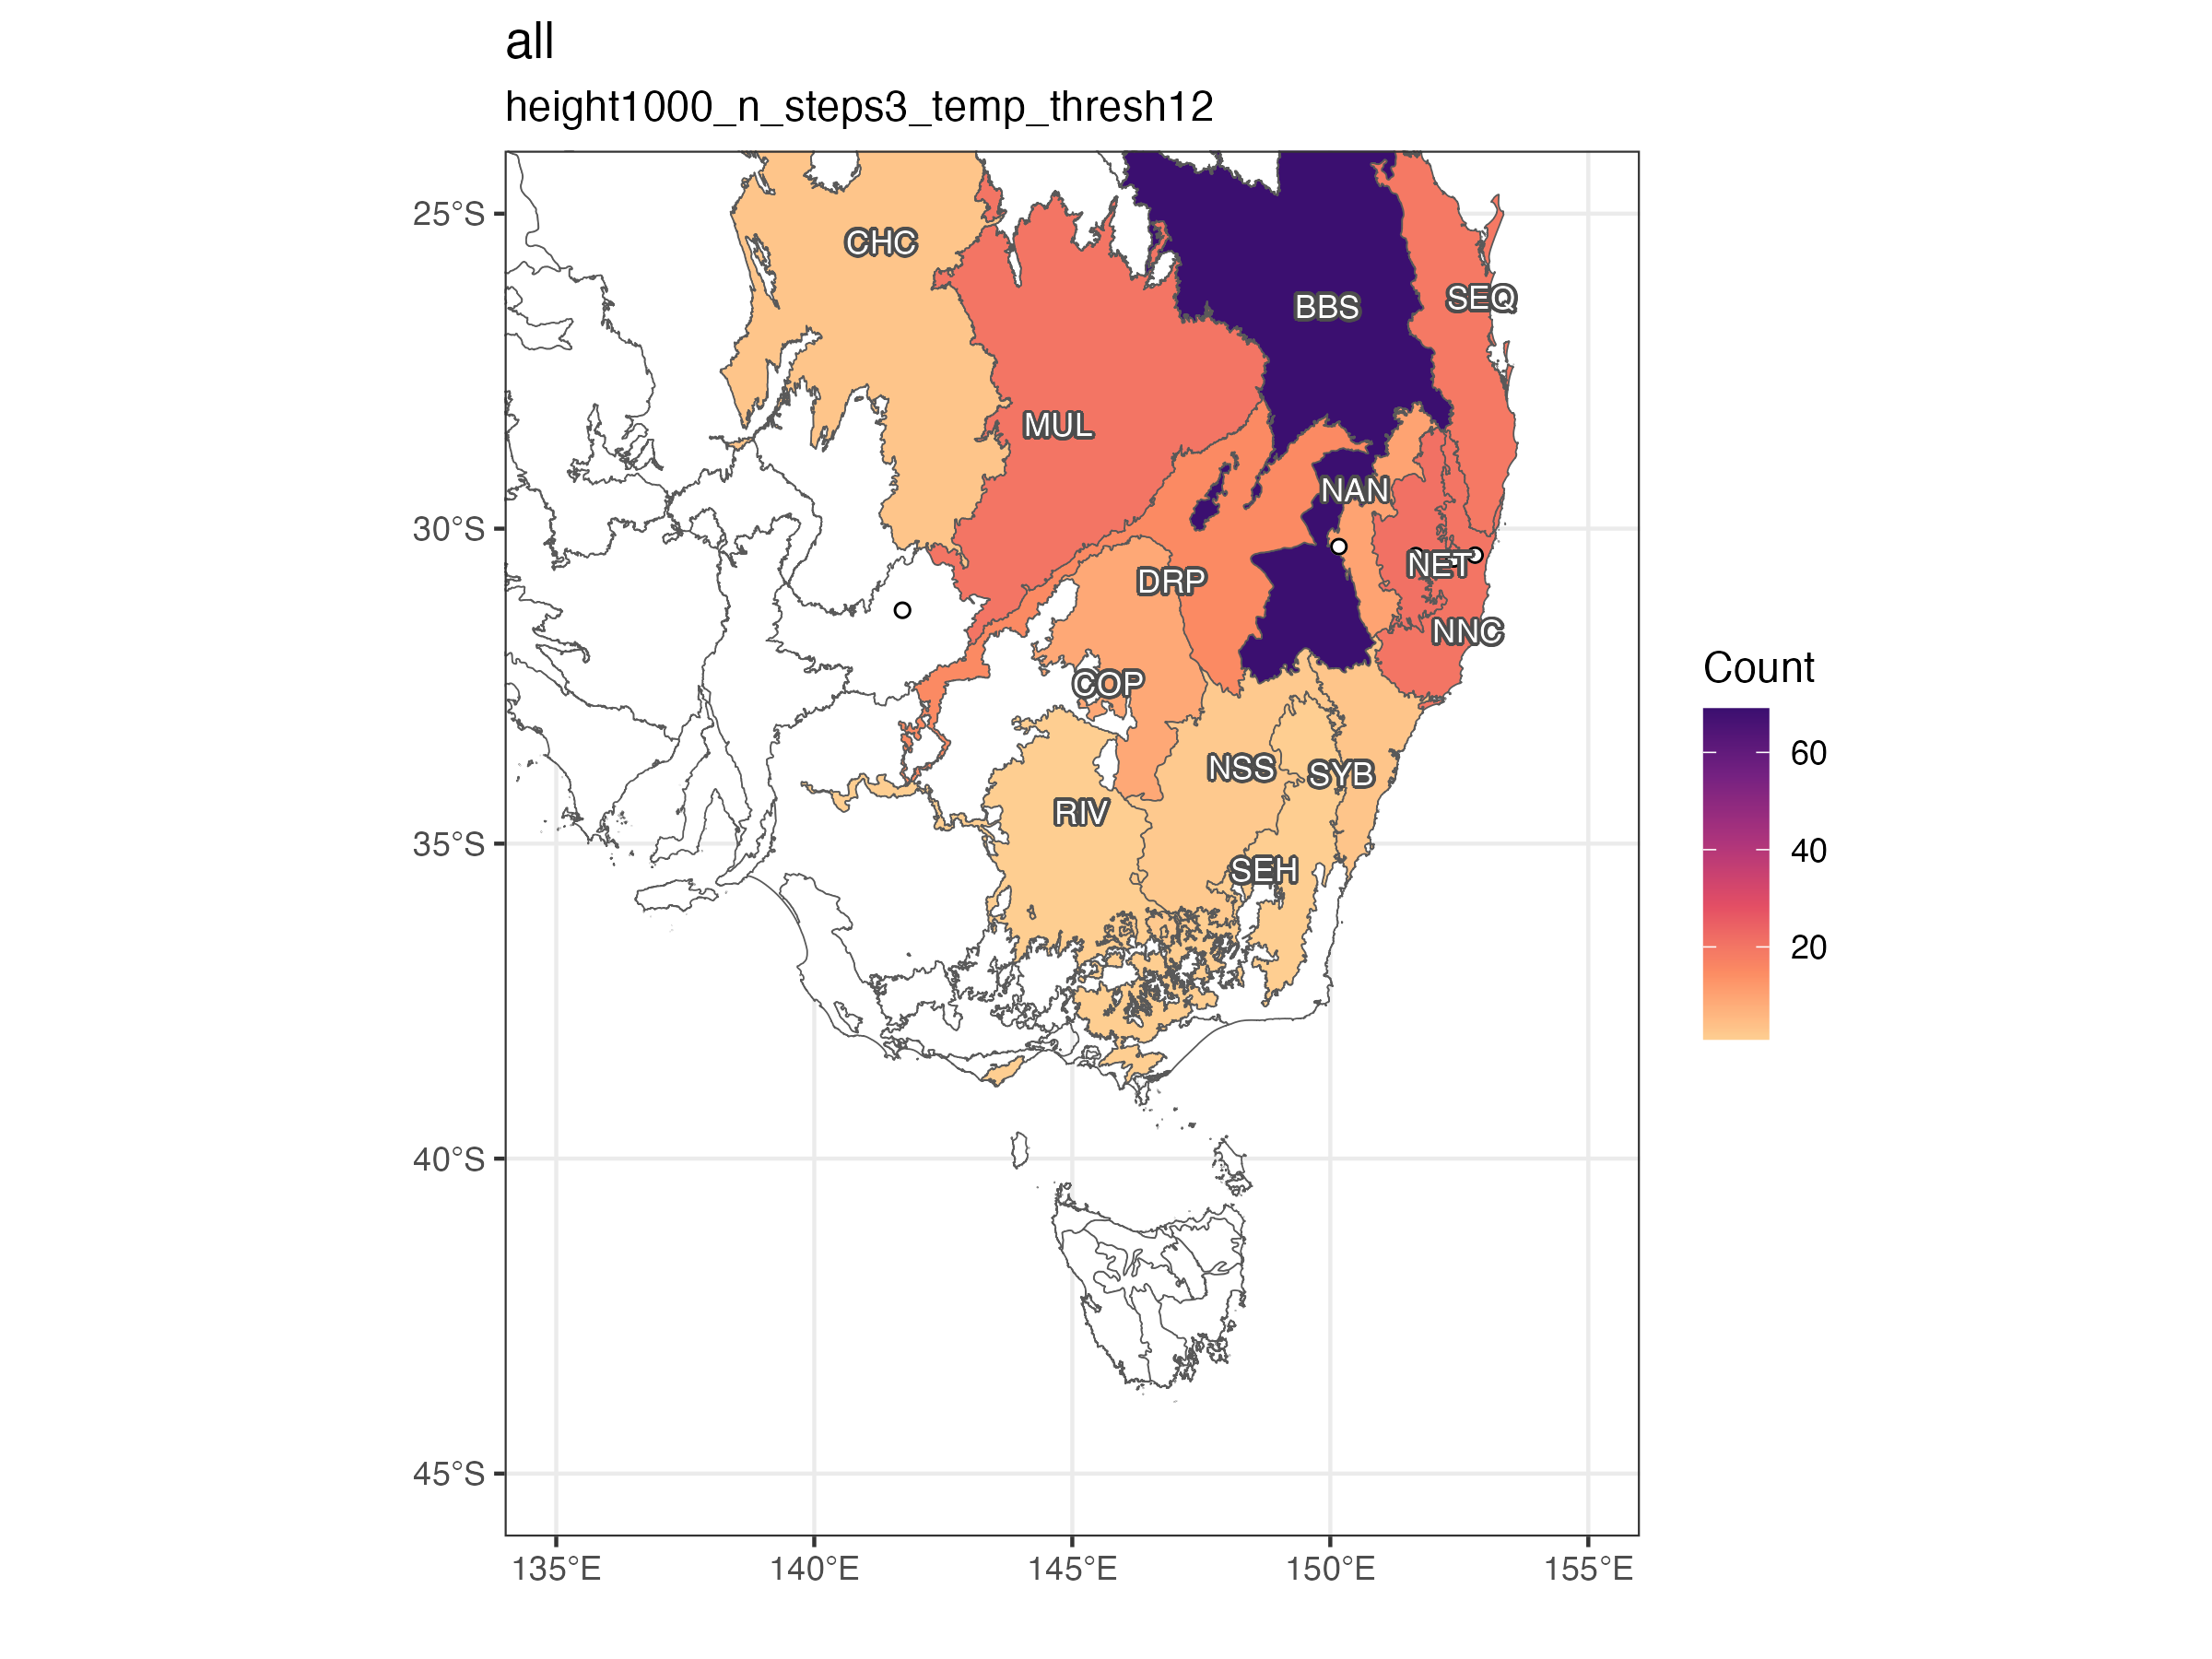 all
height1000_n_steps3_temp_thresh12
25°S
30°S
35°S
40°S
45°S
135°E
140°E
145°E
150°E
155°E
CHC
BBS
SEQ
MUL
NAN
NET
DRP
NNC
COP
NSS
SYB
RIV
SEH
Count
60
40
20